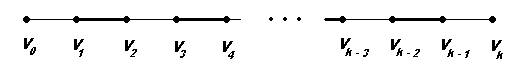 V₀ V₁ V₂ V₃ V₄ . . . Vₖ₋₃ Vₖ₋₂ Vₖ₋₁ Vₖ